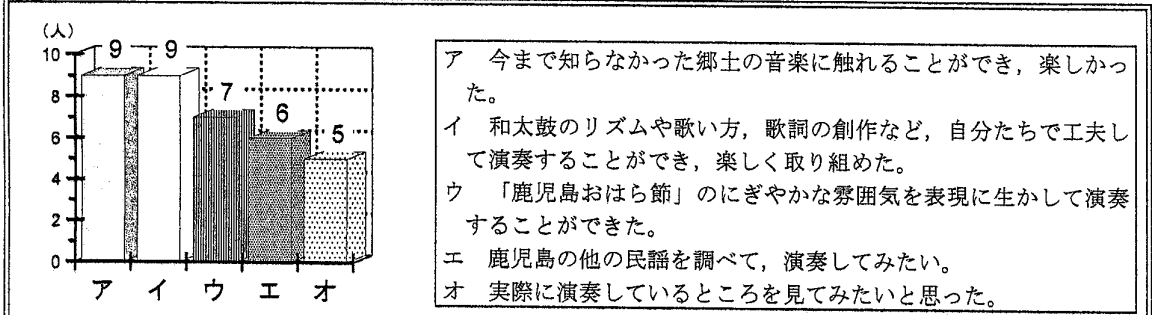 (人)
10
8
6
4
2
0
9
9
7
6
5
ア
イ
ウ
エ
オ
ア　今まで知らなかった郷土の音楽に触れることができ，楽しかっ
た。
イ　和太鼓のリズムや歌い方，歌詞の創作など，自分たちで工夫し
て演奏することができ，楽しく取り組めた。
ウ　「鹿児島おはら節」のにぎやかな雰囲気を表現に生かして演奏
することができた。
エ　鹿児島の他の民謡を調べて，演奏してみたい。
オ　実際に演奏しているところを見てみたいと思った。